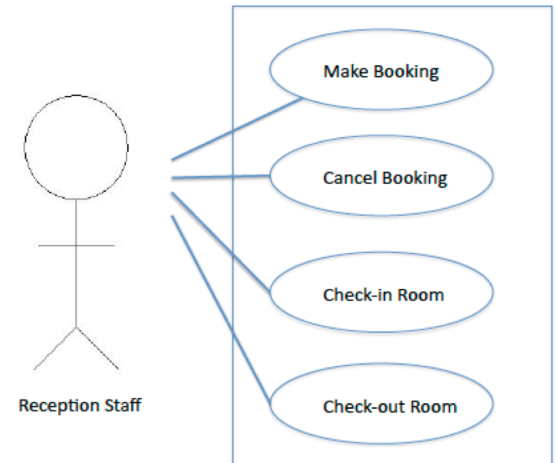 Make Booking
Cancel Booking
Check-in Room
Reception Staff
Check-out Room